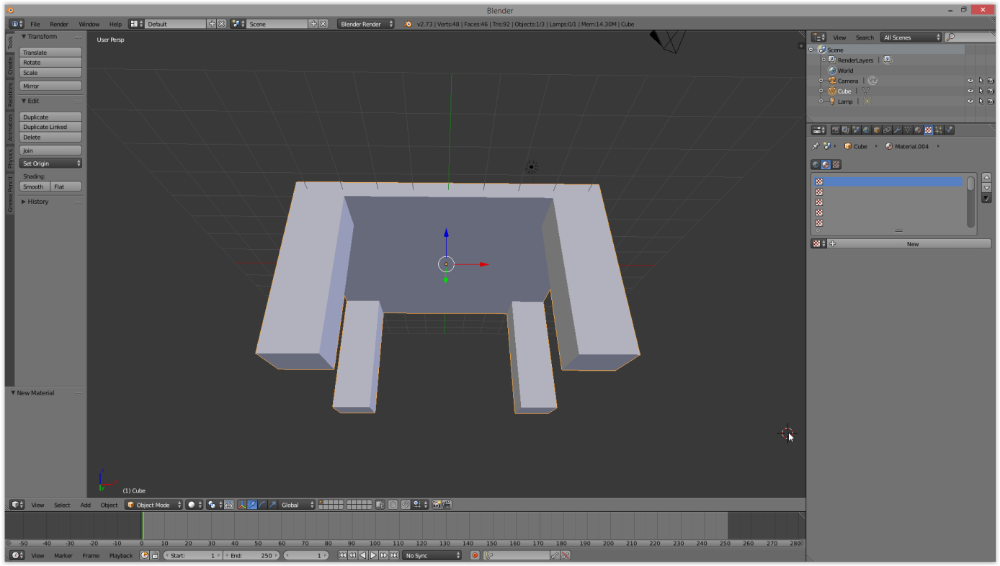 Blender
File Render Window Help Default Scene Blender Render v2.73 | Verts:48 | Faces:46 | Tris:92 | Objects:1/3 | Lamps:0/1 | Mem:14.30M | Cube
Tools
Create
Relations
Animation
Physics
Grease Pencil
Transform
Translate
Rotate
Scale
Mirror
Edit
Duplicate
Duplicate Linked
Delete
Join
Set Origin
Shading:
Smooth Flat
History
New Material
User Persp
z
(1) Cube
View Select Add Object Object Mode Global
-50 -40 -30 -20 -10 0 10 20 30 40 50 60 70 80 90 100 110 120 130 140 150 160 170 180 190 200 210 220 230 240 250 260 270 280
View Marker Frame Playback Start: 1 End: 250 1 No Sync
View Search All Scenes
Scene
RenderLayers |
World
Camera |
Cube |
Lamp |
Cube Material.004
New